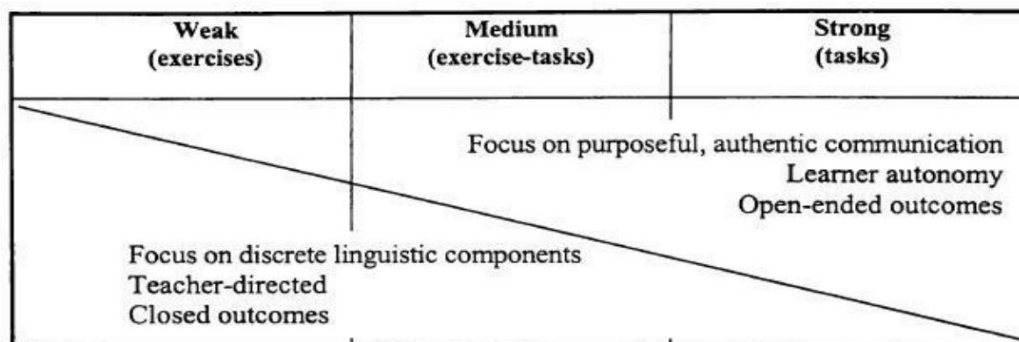 Weak
(exercises)
Medium
(exercise-tasks)
Strong
(tasks)
Focus on purposeful, authentic communication
Learner autonomy
Open-ended outcomes
Focus on discrete linguistic components
Teacher-directed
Closed outcomes